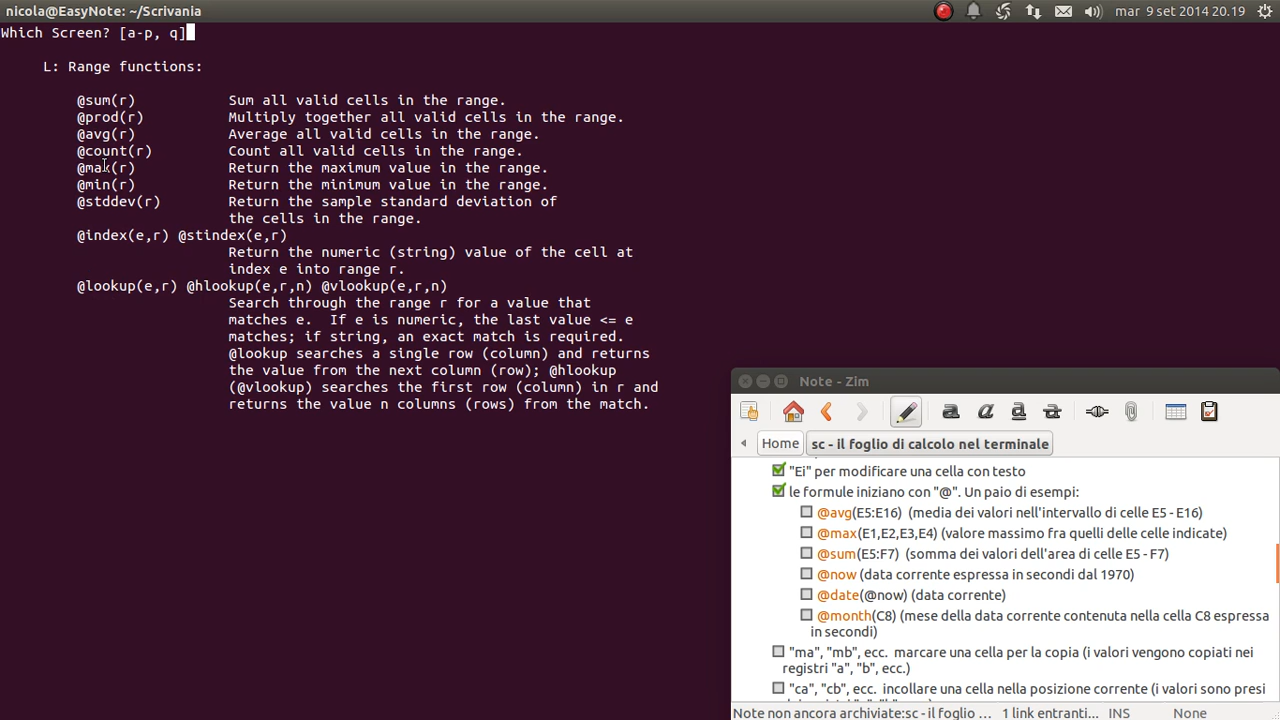 nicola@EasyNote: ~/Scrivania
mar 9 set 2014 20.19
Which Screen? [a-p, q]
L: Range functions:
@sum(r) Sum all valid cells in the range.
@prod(r) Multiply together all valid cells in the range.
@avg(r) Average all valid cells in the range.
@count(r) Count all valid cells in the range.
@max(r) Return the maximum value in the range.
@min(r) Return the minimum value in the range.
@stddev(r) Return the sample standard deviation of
the cells in the range.
@index(e,r) @stindex(e,r)
Return the numeric (string) value of the cell at
index e into range r.
@lookup(e,r) @hlookup(e,r,n) @vlookup(e,r,n)
Search through the range r for a value that
matches e.  If e is numeric, the last value <= e
matches; if string, an exact match is required.
@lookup searches a single row (column) and returns
the value from the next column (row); @hlookup
(@vlookup) searches the first row (column) in r and
returns the value n columns (rows) from the match.
Note - Zim
Home
sc - il foglio di calcolo nel terminale
"Ei" per modificare una cella con testo
le formule iniziano con "@". Un paio di esempi:
@avg(E5:E16) (media dei valori nell'intervallo di celle E5 - E16)
@max(E1,E2,E3,E4) (valore massimo fra quelli delle celle indicate)
@sum(E5:F7) (somma dei valori dell'area di celle E5 - F7)
@now (data corrente espressa in secondi dal 1970)
@date(@now) (data corrente)
@month(C8) (mese della data corrente contenuta nella cella C8 espressa
in secondi)
"ma", "mb", ecc. marcare una cella per la copia (i valori vengono copiati nei
registri "a", "b", ecc.)
"ca", "cb", ecc. incollare una cella nella posizione corrente (i valori sono presi
Note non ancora archiviate:sc - il foglio ...
1 link entranti...
INS
None